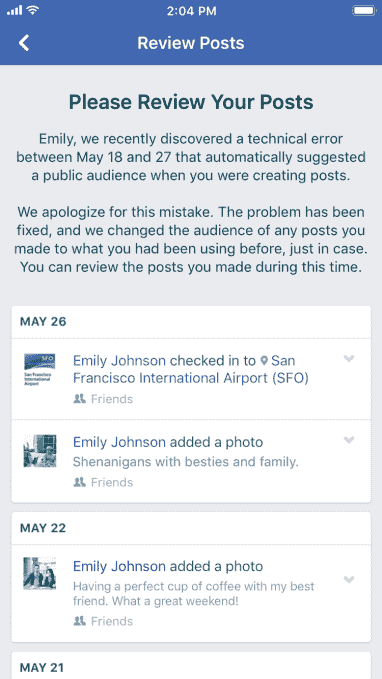 2:04 PM
Review Posts
Please Review Your Posts
Emily, we recently discovered a technical error
between May 18 and 27 that automatically suggested
a public audience when you were creating posts.
We apologize for this mistake. The problem has been
fixed, and we changed the audience of any posts you
made to what you had been using before, just in case.
You can review the posts you made during this time.
MAY 26
SFO
San Francisco
International
Airport
Emily Johnson checked in to San
Francisco International Airport (SFO)
Friends
Emily Johnson added a photo
Shenanigans with besties and family.
Friends
MAY 22
Emily Johnson added a photo
Having a perfect cup of coffee with my best
friend. What a great weekend!
Friends
MAY 21